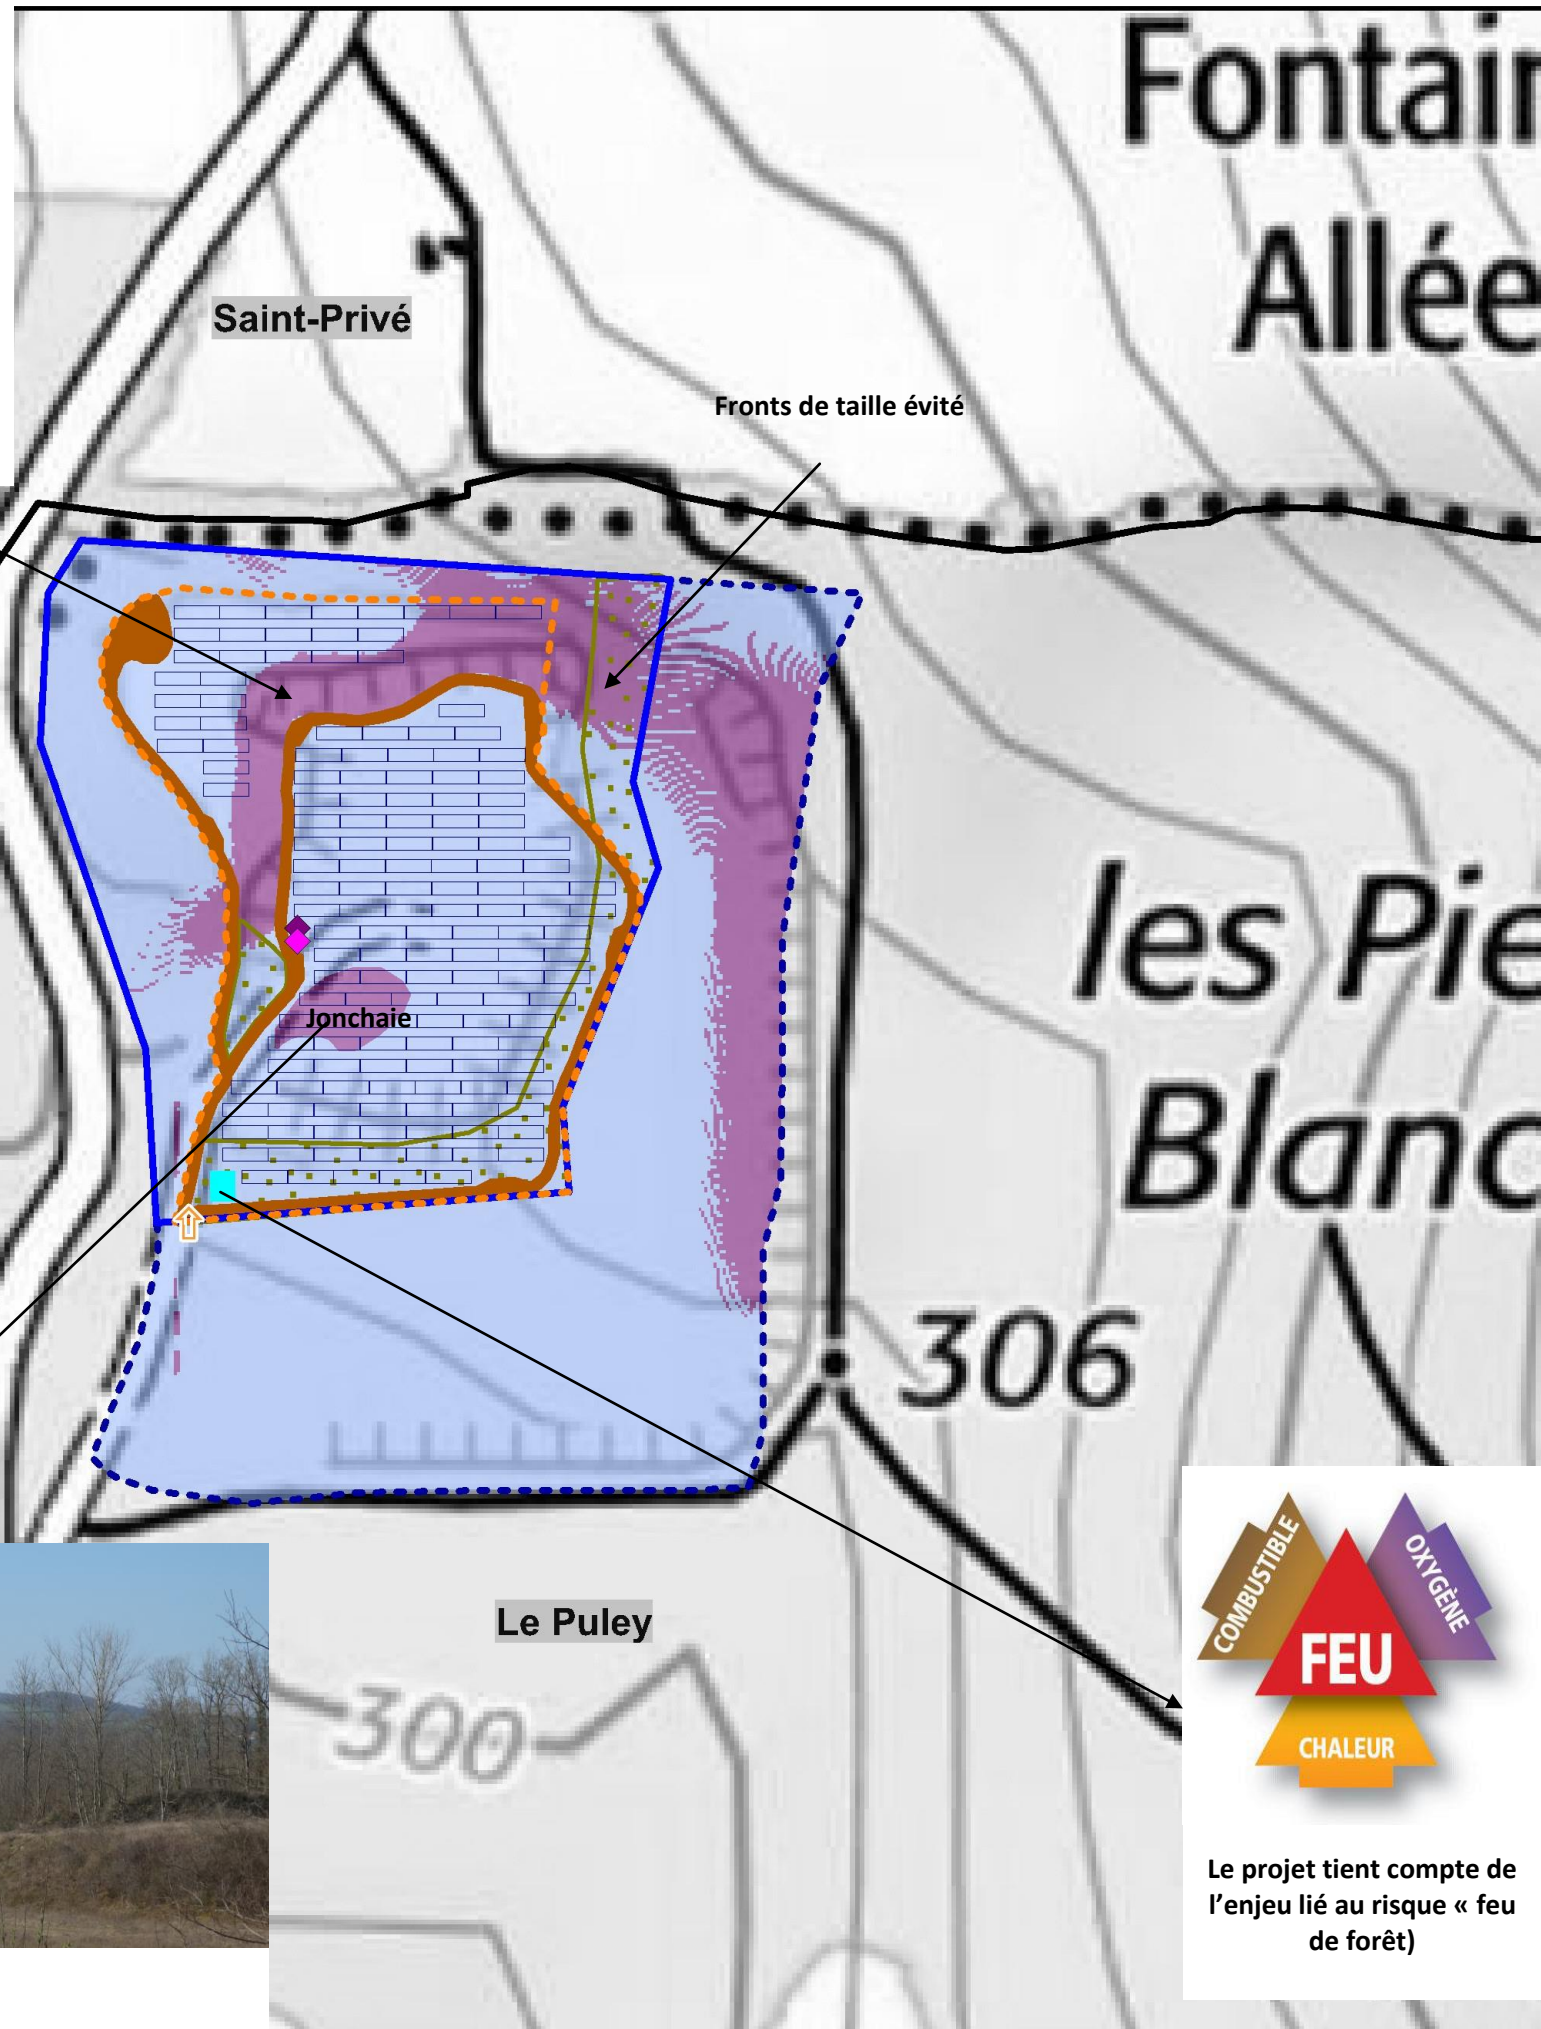 Fontain
Allée
Saint-Privé
Fronts de taille évité
les Pie
Blanc
Jonchaie
306
Le Puley
300
COMBUSTIBLE
OXYGÈNE
FEU
CHALEUR
Le projet tient compte de
l’enjeu lié au risque « feu
de forêt)